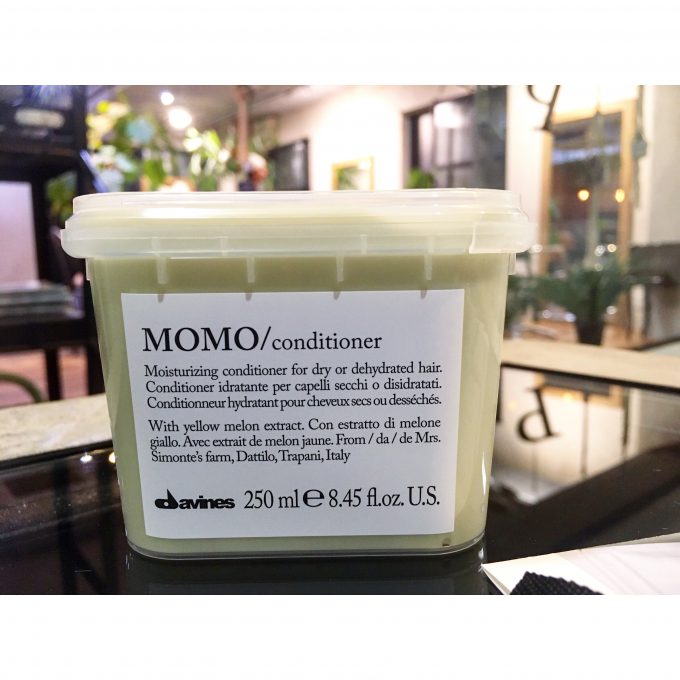 MOMO/conditioner
Moisturizing conditioner for dry or dehydrated hair.
Conditioner idratante per capelli secchi o disidratati.
Conditionneur hydratant pour cheveux secs ou desséchés.
With yellow melon extract. Con estratto di melone
giallo. Avec extrait de melon jaune. From / da / de Mrs.
Simonte's farm, Dattilo, Trapani, Italy
davines 250 ml ℮ 8.45 fl.oz. U.S.